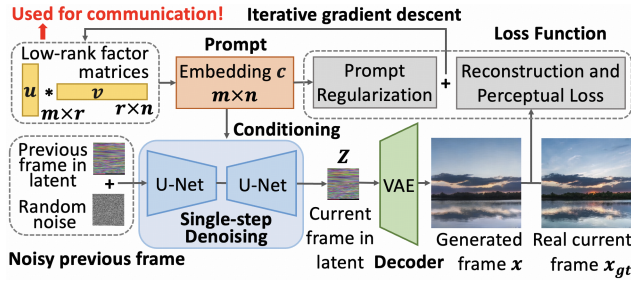 Used for communication!
Iterative gradient descent
Low-rank factor
matrices
u * v
m×r
r×n
Prompt
Embedding c
m×n
Loss Function
Prompt
Regularization
+
Reconstruction and
Perceptual Loss
Conditioning
Previous
frame in
latent
+
Random
noise
Noisy previous frame
U-Net
U-Net
Single-step
Denoising
Z
Current
frame in
latent
VAE
Decoder
Generated
frame x
Real current
frame x_gt